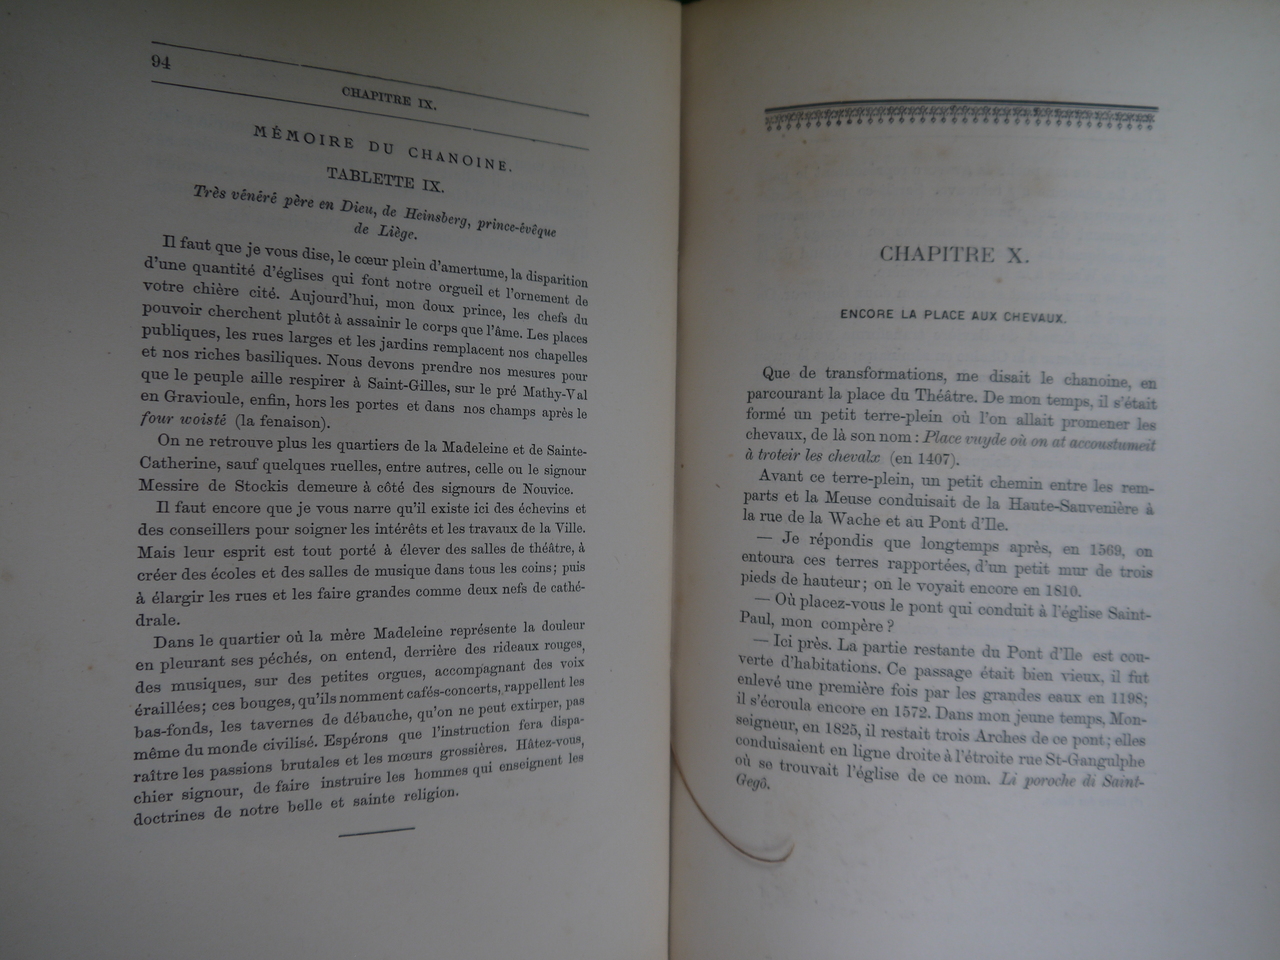 94
CHAPITRE IX.
MÉMOIRE DU CHANOINE.
TABLETTE IX.
Très vénéré père en Dieu, de Heinsberg, prince-évêque
de Liège.
Il faut que je vous dise, le cœur plein d'amertume, la disparition
d'une quantité d'églises qui font notre orgueil et l'ornement de
votre chière cité. Aujourd'hui, mon doux prince, les chefs du
pouvoir cherchent plutôt à assainir le corps que l'âme. Les places
publiques, les rues larges et les jardins remplacent nos chapelles
et nos riches basiliques. Nous devons prendre nos mesures pour
que le peuple aille respirer à Saint-Gilles, sur le pré Mathy-Val
en Gravioule, enfin, hors les portes et dans nos champs après le
four woisté (la fenaison).
On ne retrouve plus les quartiers de la Madeleine et de Sainte-
Catherine, sauf quelques ruelles, entre autres, celle ou le signour
Messire de Stockis demeure à côté des signours de Nouvice.
Il faut encore que je vous narre qu'il existe ici des échevins et
des conseillers pour soigner les intérêts et les travaux de la Ville.
Mais leur esprit est tout porté à élever des salles de théâtre, à
créer des écoles et des salles de musique dans tous les coins; puis
à élargir les rues et les faire grandes comme deux nefs de cathé-
drale.
Dans le quartier où la mère Madeleine représente la douleur
en pleurant ses péchés, on entend, derrière des rideaux rouges,
des musiques, sur des petites orgues, accompagnant des voix
éraillées; ces bouges, qu'ils nomment cafés-concerts, rappellent les
bas-fonds, les tavernes de débauche, qu'on ne peut extirper, pas
même du monde civilisé. Espérons que l'instruction fera dispa-
raître les passions brutales et les mœurs grossières. Hâtez-vous,
chier signour, de faire instruire les hommes qui enseignent les
doctrines de notre belle et sainte religion.
CHAPITRE X.
ENCORE LA PLACE AUX CHEVAUX.
Que de transformations, me disait le chanoine, en
parcourant la place du Théâtre. De mon temps, il s'était
formé un petit terre-plein où l'on allait promener les
chevaux, de là son nom : Place vuyde où on at accoustumeit
à troteir les chevalx (en 1407).
Avant ce terre-plein, un petit chemin entre les rem-
parts et la Meuse conduisait de la Haute-Sauvenière à
la rue de la Wache et au Pont d'Ile.
— Je répondis que longtemps après, en 1569, on
entoura ces terres rapportées, d'un petit mur de trois
pieds de hauteur; on le voyait encore en 1810.
— Où placez-vous le pont qui conduit à l'église Saint-
Paul, mon compère ?
— Ici près. La partie restante du Pont d'Ile est cou-
verte d'habitations. Ce passage était bien vieux, il fut
enlevé une première fois par les grandes eaux en 1198;
il s'écroula encore en 1572. Dans mon jeune temps, Mon-
seigneur, en 1825, il restait trois Arches de ce pont; elles
conduisaient en ligne droite à l'étroite rue St-Gangulphe
où se trouvait l'église de ce nom. Li poroche di Saint-
Gegô.